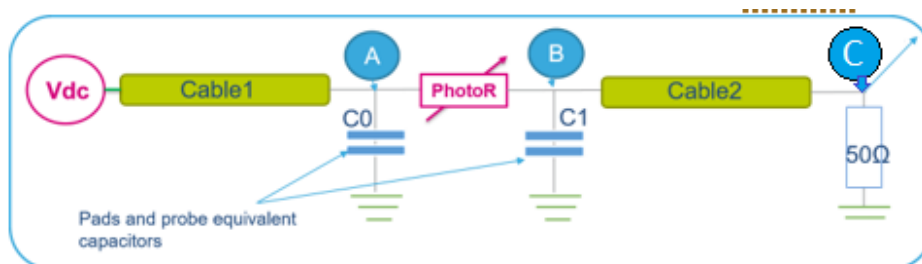 A
B
C
Vdc
Cable1
PhotoR
Cable2
C0
C1
50Ω
Pads and probe equivalent
capacitors